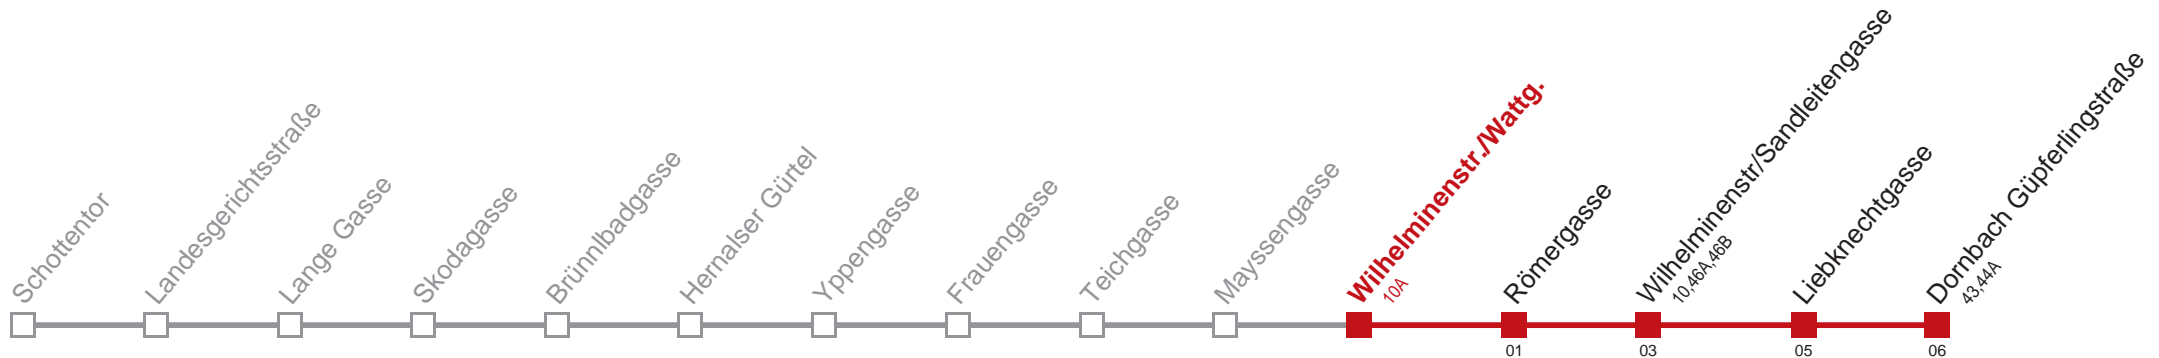 Schottentor
Landesgerichtsstraße
Lange Gasse
Skodagasse
Brünnlbadgasse
Hernalser Gürtel
Yppengasse
Frauengasse
Teichgasse
Mayssengasse
Wilhelminenstr./Wattg.
10A
Römergasse
Wilhelminenstr/Sandleitengasse
10,46A,46B
Liebknechtgasse
Dornbach Güpferlingstraße
43,44A
01
03
05
06